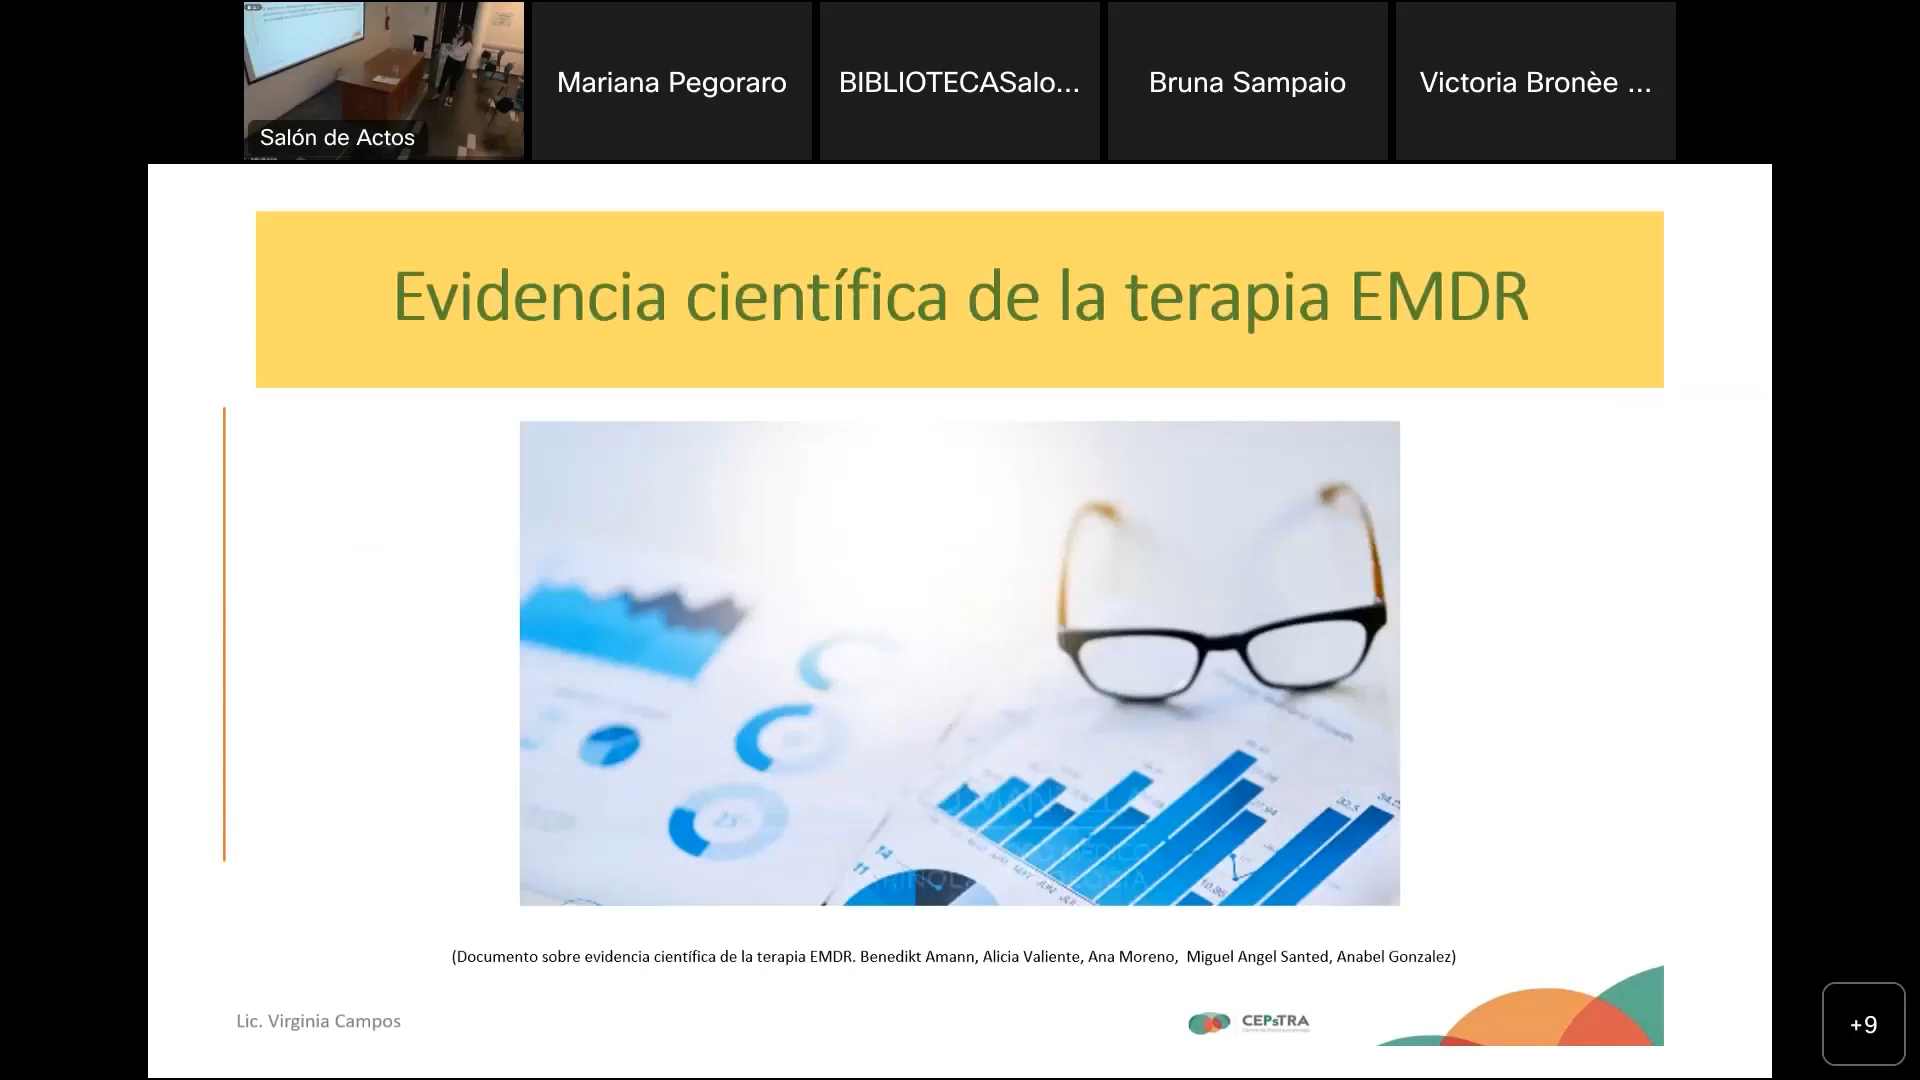 Salón de Actos
Mariana Pegoraro
BIBLIOTECASalo...
Bruna Sampaio
Victoria Bronèe ...
Evidencia científica de la terapia EMDR
14
11
(Documento sobre evidencia científica de la terapia EMDR. Benedikt Amann, Alicia Valiente, Ana Moreno, Miguel Angel Santed, Anabel Gonzalez)
Lic. Virginia Campos
CEPsTRA
+9